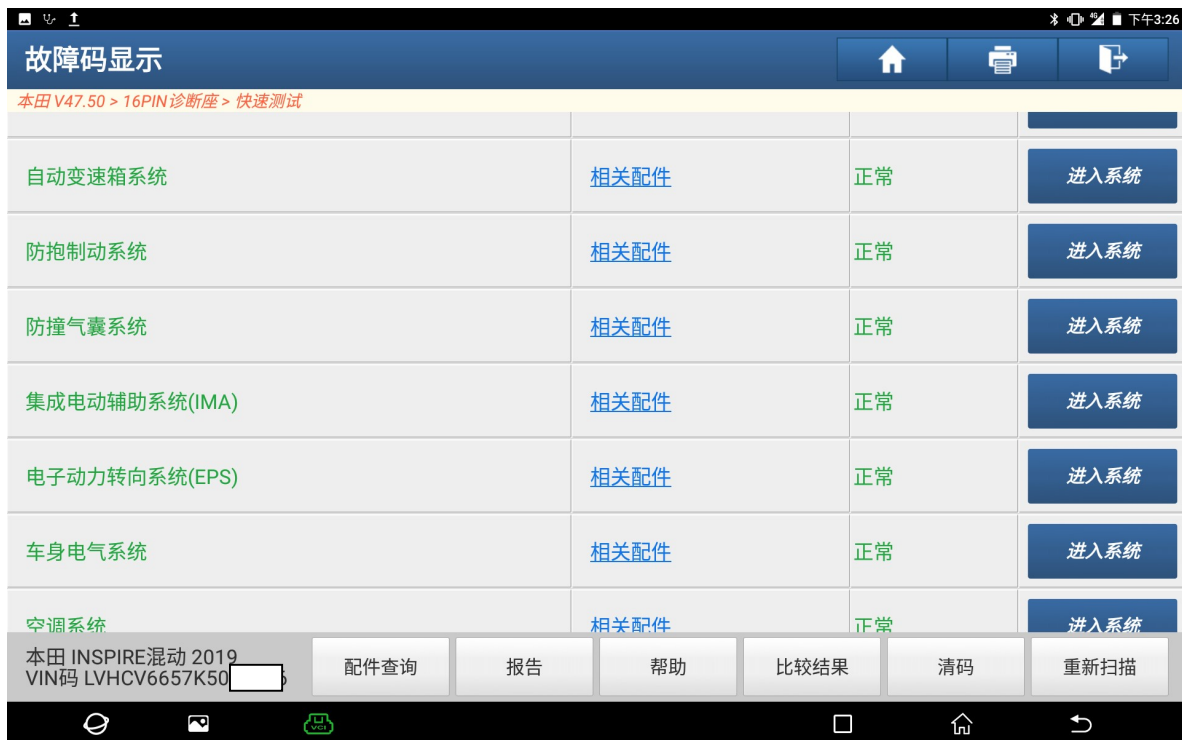 4G 下午3:26
故障码显示
本田 V47.50 > 16PIN诊断座 > 快速测试
自动变速箱系统 相关配件 正常 进入系统
防抱制动系统 相关配件 正常 进入系统
防撞气囊系统 相关配件 正常 进入系统
集成电动辅助系统(IMA) 相关配件 正常 进入系统
电子动力转向系统(EPS) 相关配件 正常 进入系统
车身电气系统 相关配件 正常 进入系统
空调系统 相关配件 正常 进入系统
本田 INSPIRE混动 2019
VIN码 LVHCV6657K50
配件查询 报告 帮助 比较结果 清码 重新扫描
VCI